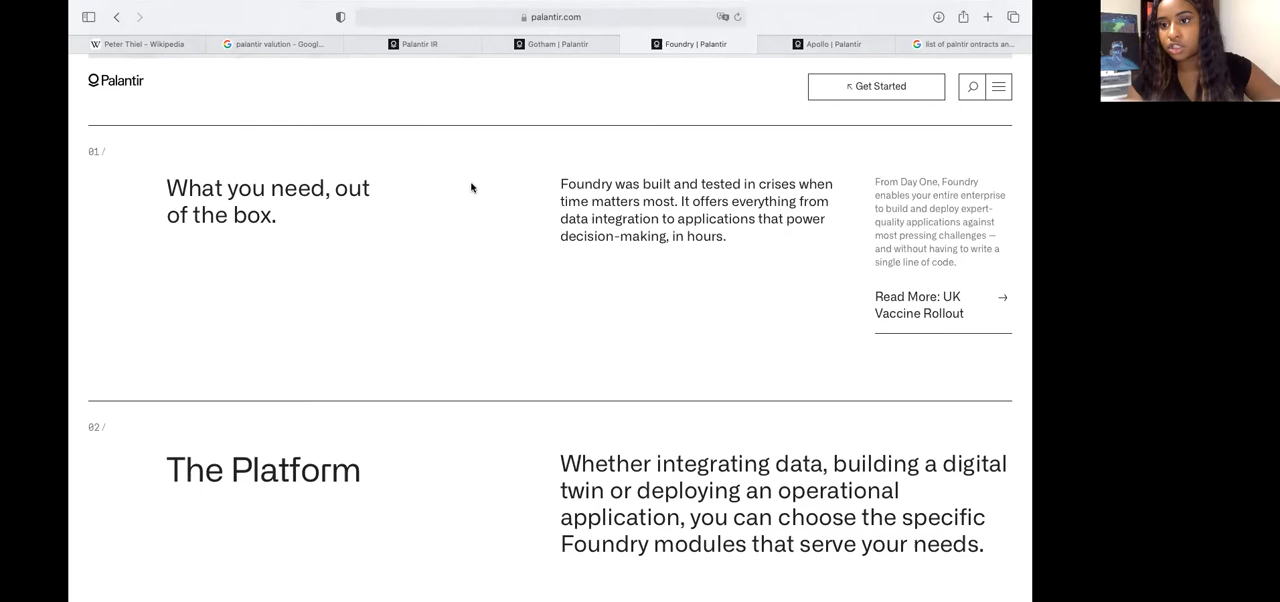 palantir.com
Peter Thiel - Wikipedia
palantir valution - Googl...
Palantir IR
Gotham | Palantir
Foundry | Palantir
Apollo | Palantir
list of palntir ontracts an...
Palantir
Get Started
01 /
What you need, out
of the box.
Foundry was built and tested in crises when
time matters most. It offers everything from
data integration to applications that power
decision-making, in hours.
From Day One, Foundry
enables your entire enterprise
to build and deploy expert-
quality applications against
most pressing challenges —
and without having to write a
single line of code.
Read More: UK
Vaccine Rollout
02 /
The Platform
Whether integrating data, building a digital
twin or deploying an operational
application, you can choose the specific
Foundry modules that serve your needs.